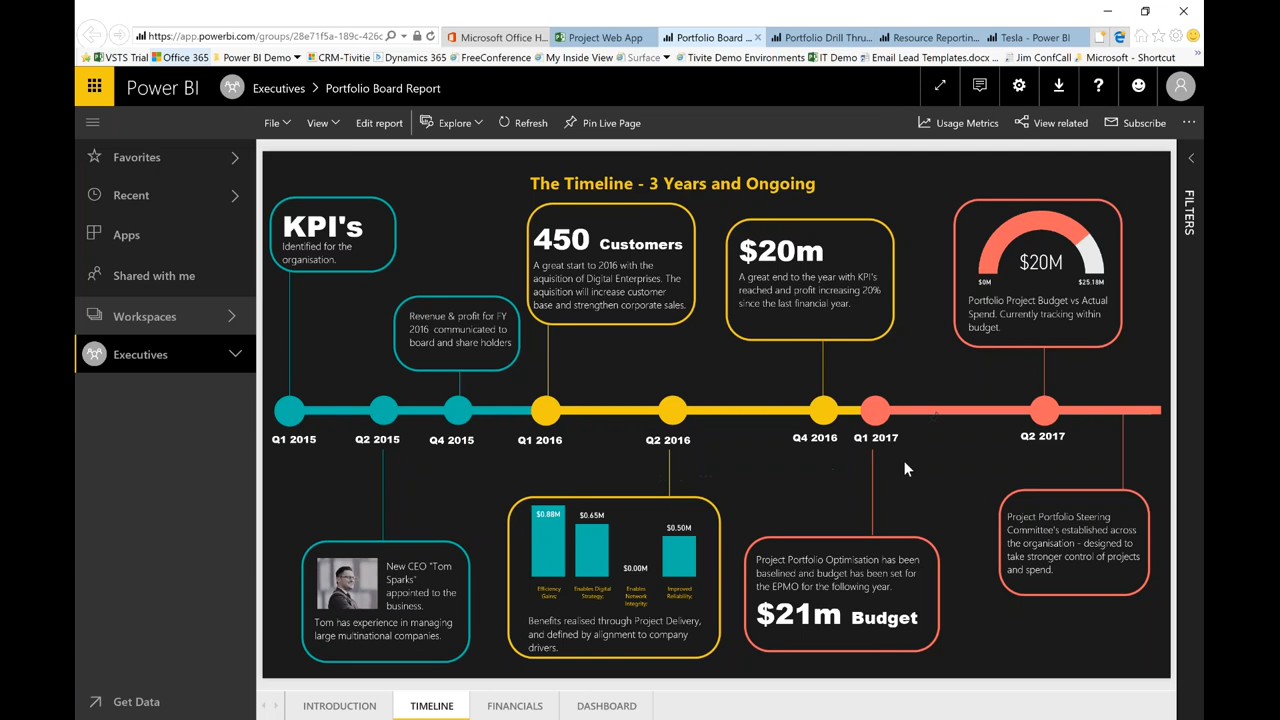 https://app.powerbi.com/groups/28e71f5a-189c-426c
Microsoft Office H...
Project Web App
Portfolio Board ...
Portfolio Drill Thru...
Resource Reportin...
Tesla - Power BI
VSTS Trial
Office 365
Power BI Demo
CRM-Tivitie
Dynamics 365
FreeConference
My Inside View
Surface
Tivite Demo Environments
IT Demo
Email Lead Templates.docx ...
Jim ConfCall
Microsoft - Shortcut
Power BI
Executives > Portfolio Board Report
File
View
Edit report
Explore
Refresh
Pin Live Page
Usage Metrics
View related
Subscribe
Favorites
Recent
Apps
Shared with me
Workspaces
Executives
Get Data
FILTERS
The Timeline - 3 Years and Ongoing
KPI's
Identified for the
organisation.
Revenue & profit for FY
2016 communicated to
board and share holders
450 Customers
A great start to 2016 with the
aquisition of Digital Enterprises. The
aquisition will increase customer
base and strengthen corporate sales.
$20m
A great end to the year with KPI's
reached and profit increasing 20%
since the last financial year.
$20M
$0M
$25.18M
Portfolio Project Budget vs Actual
Spend. Currently tracking within
budget.
Q1 2015
Q2 2015
Q4 2015
Q1 2016
Q2 2016
Q4 2016
Q1 2017
Q2 2017
New CEO "Tom
Sparks"
appointed to the
business.
Tom has experience in managing
large multinational companies.
$0.88M
$0.65M
$0.00M
$0.50M
Efficiency
Gains:
Enables Digital
Strategy:
Enables
Network
Integrity:
Improved
Reliability:
Benefits realised through Project Delivery,
and defined by alignment to company
drivers.
Project Portfolio Optimisation has been
baselined and budget has been set for
the EPMO for the following year.
$21m Budget
Project Portfolio Steering
Committee's established across
the organisation - designed to
take stronger control of projects
and spend.
INTRODUCTION
TIMELINE
FINANCIALS
DASHBOARD